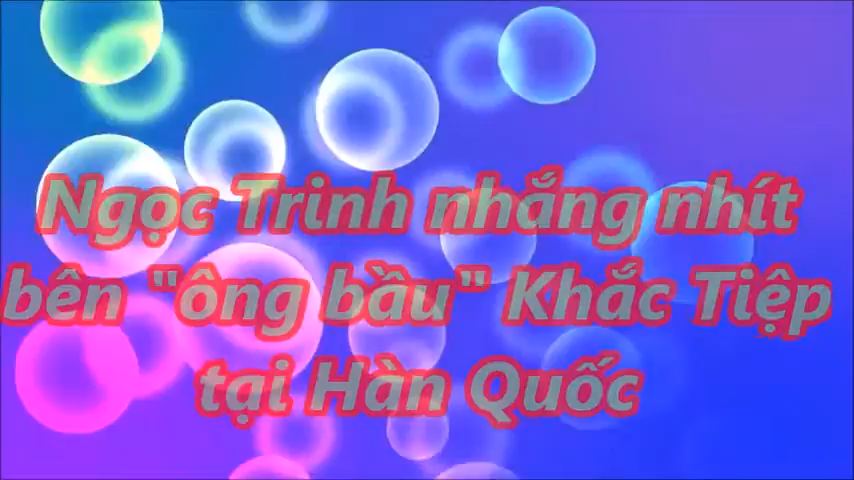 Ngọc Trinh nhắng nhít
bên "ông bầu" Khắc Tiệp
tại Hàn Quốc